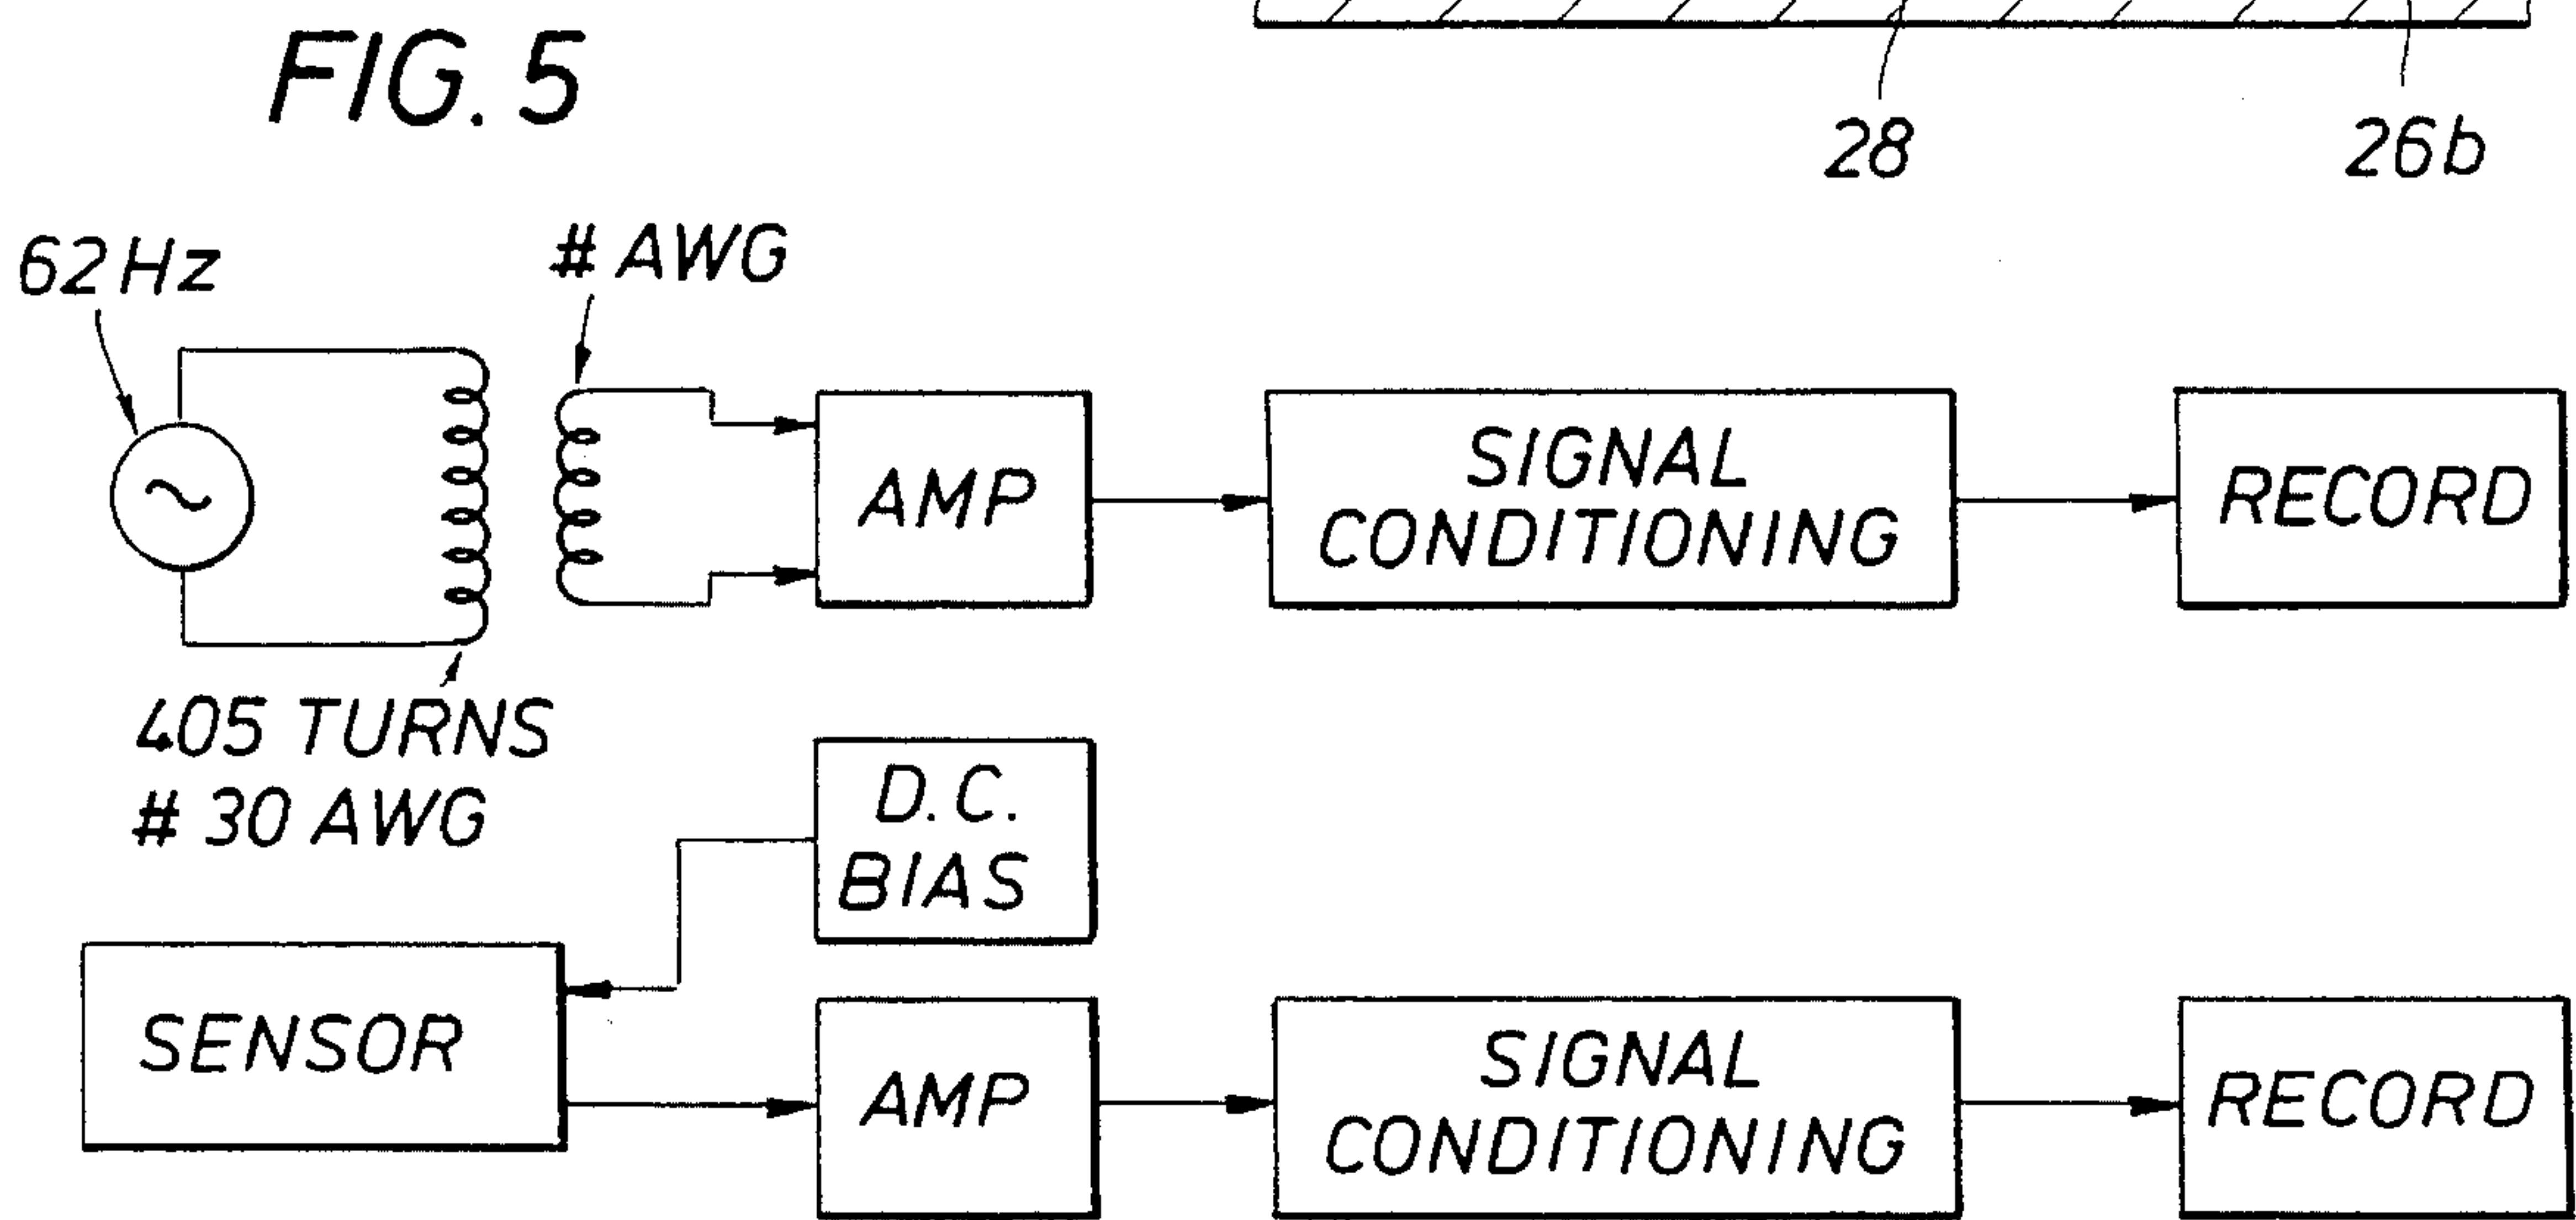 FIG. 5
28
26b
62 Hz
# AWG
AMP
SIGNAL
CONDITIONING
RECORD
405 TURNS
# 30 AWG
D.C.
BIAS
SENSOR
AMP
SIGNAL
CONDITIONING
RECORD